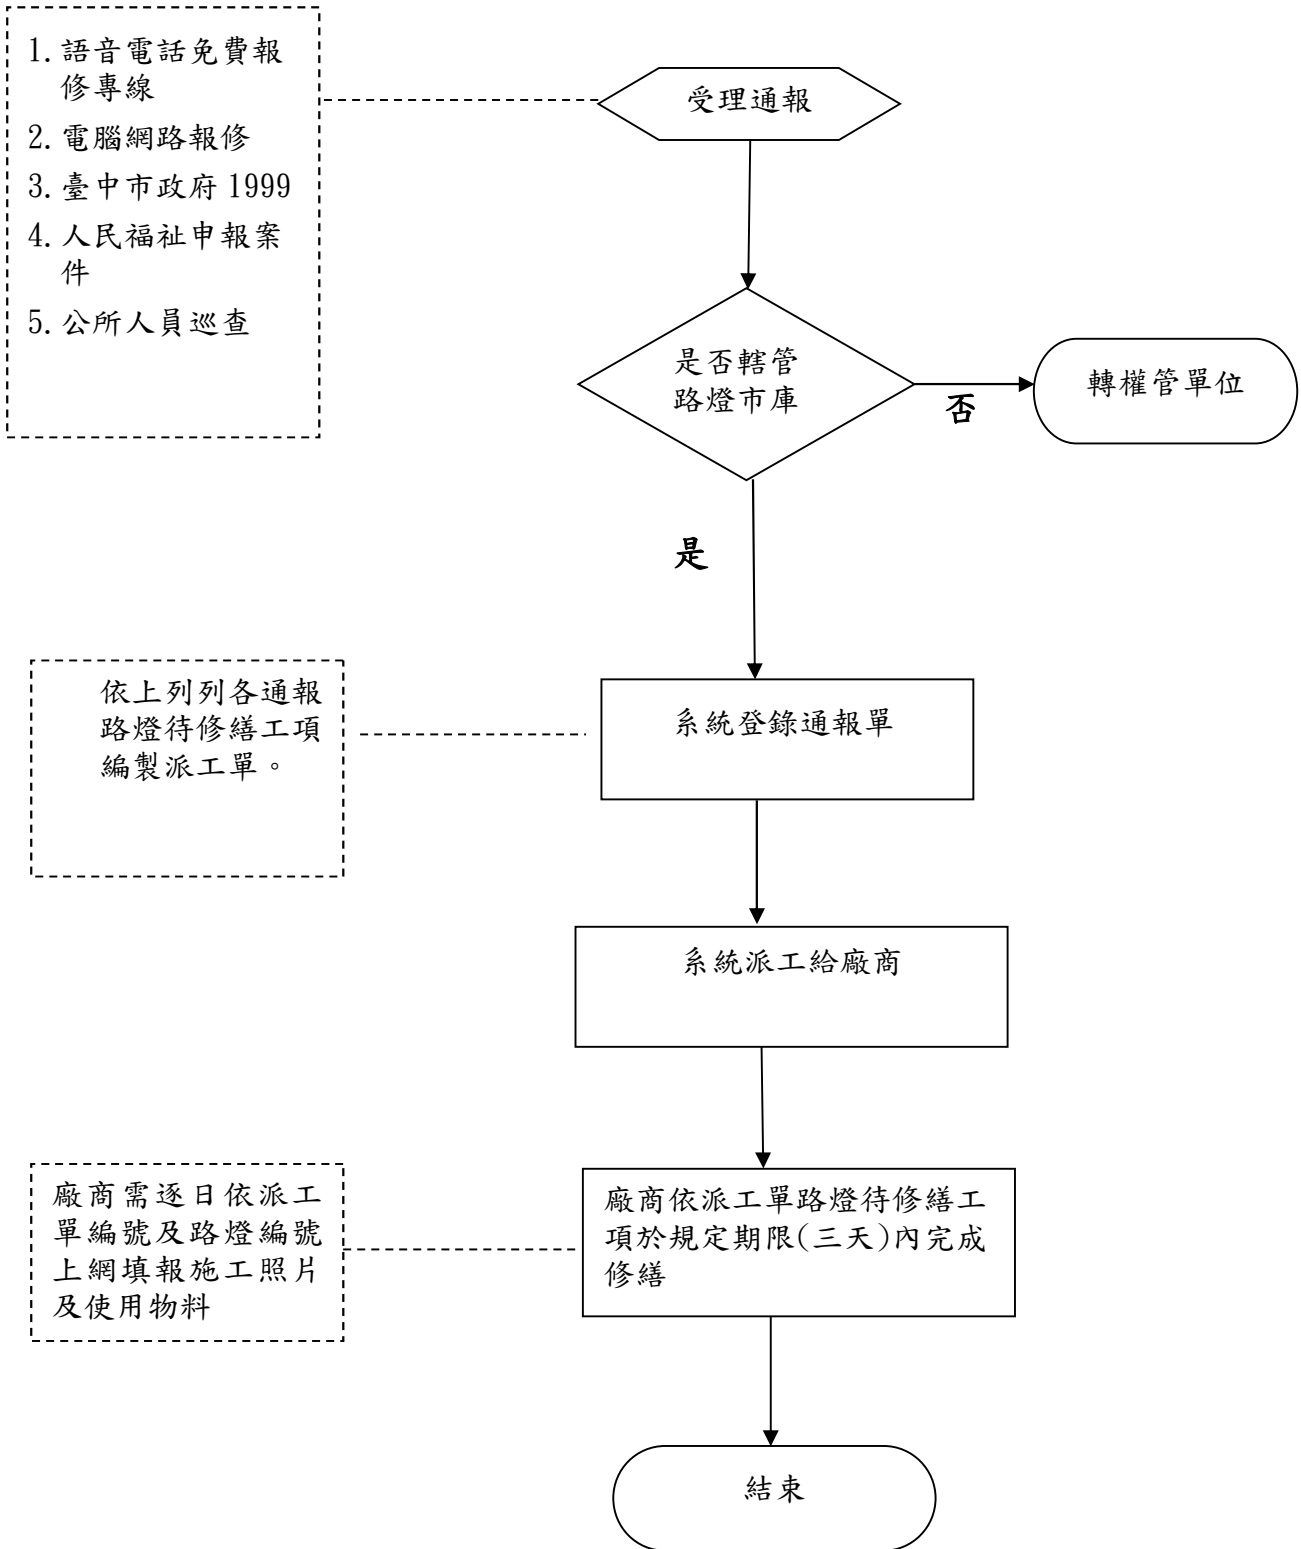 1. 語音電話免費報
修專線
2. 電腦網路報修
3. 臺中市政府 1999
4. 人民福祉申報案
件
5. 公所人員巡查
受理通報
是否轄管
路燈市庫
否
轉權管單位
是
依上列列各通報
路燈待修繕工項
編製派工單。
系統登錄通報單
系統派工給廠商
廠商需逐日依派工
單編號及路燈編號
上網填報施工照片
及使用物料
廠商依派工單路燈待修繕工
項於規定期限(三天)內完成
修繕
結束